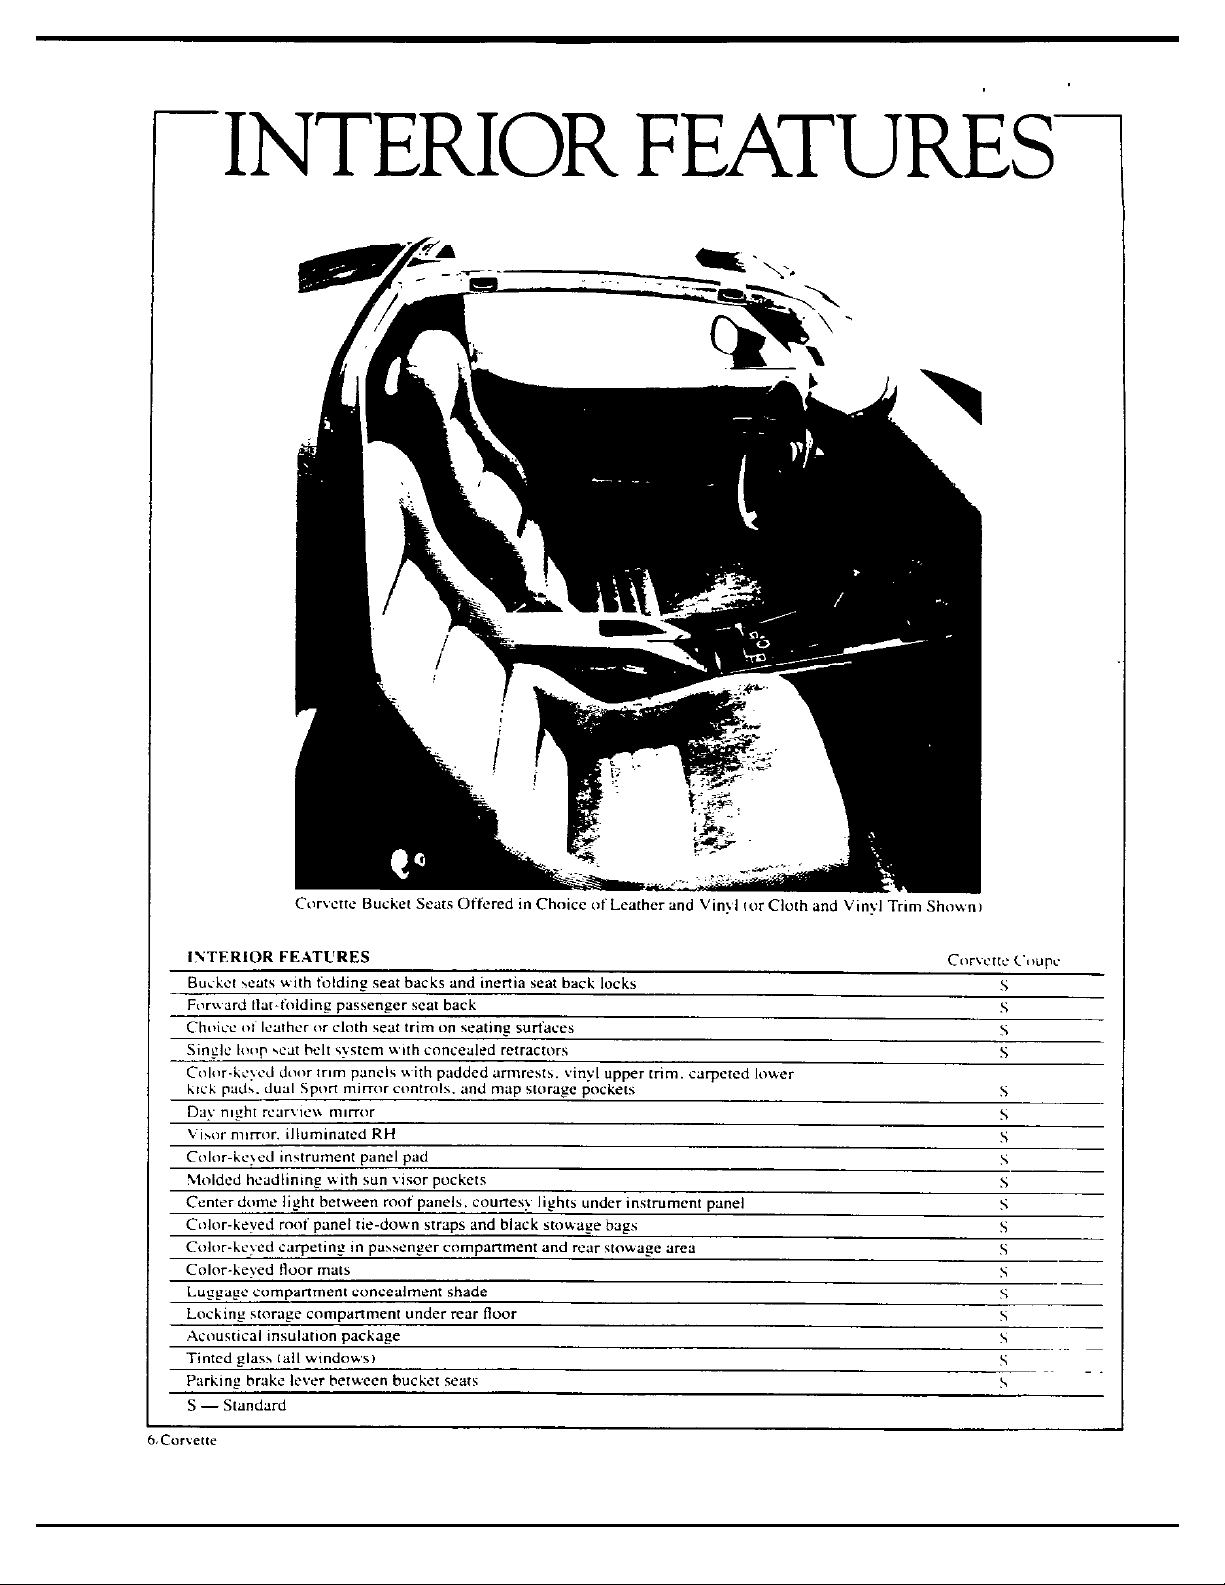 INTERIOR FEATURES
Corvette Bucket Seats Offered in Choice of Leather and Vinyl (or Cloth and Vinyl Trim Shown)
INTERIOR FEATURES Corvette Coupe
Bucket seats with folding seat backs and inertia seat back locks S
Forward flat-folding passenger seat back S
Choice of leather or cloth seat trim on seating surfaces S
Single loop seat belt system with concealed retractors S
Color-keyed door trim panels with padded armrests, vinyl upper trim, carpeted lower
kick pads, dual Sport mirror controls, and map storage pockets S
Day night rearview mirror S
Visor mirror, illuminated RH S
Color-keyed instrument panel pad S
Molded headlining with sun visor pockets S
Center dome light between roof panels, courtesy lights under instrument panel S
Color-keyed roof panel tie-down straps and black stowage bags S
Color-keyed carpeting in passenger compartment and rear stowage area S
Color-keyed floor mats S
Luggage compartment concealment shade S
Locking storage compartment under rear floor S
Acoustical insulation package S
Tinted glass (all windows) S
Parking brake lever between bucket seats S
S — Standard
6. Corvette